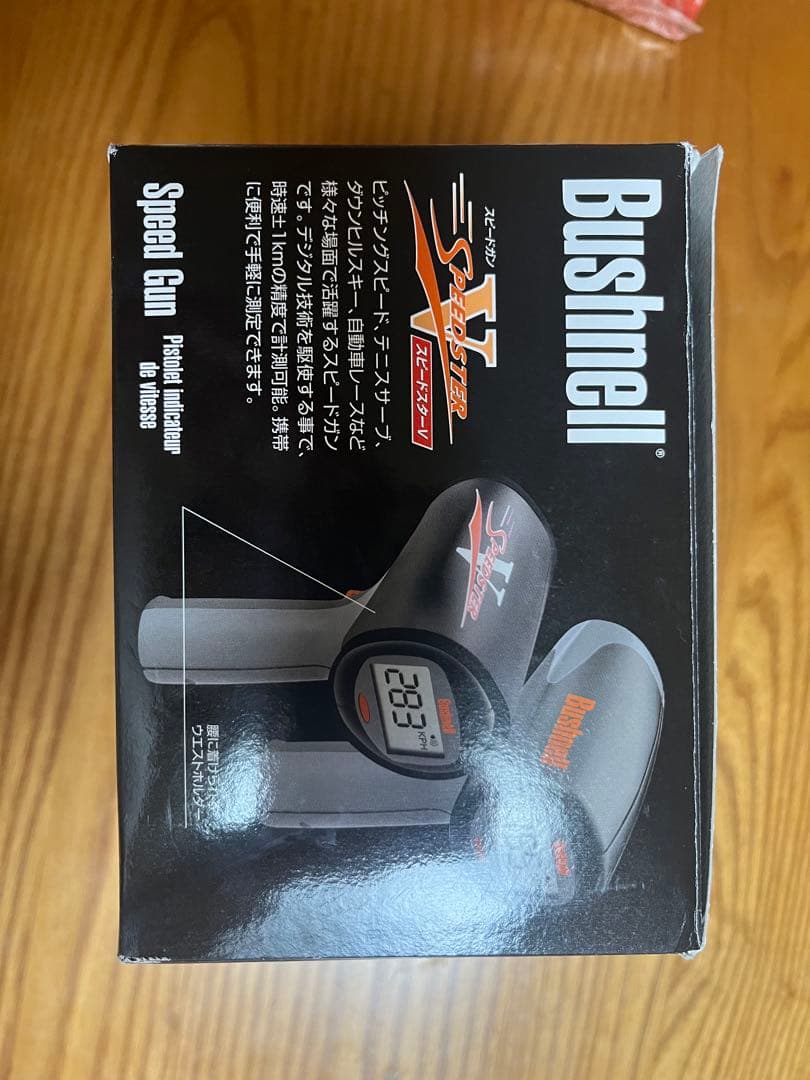 Bushnell®
スピードガン
SPEEDSTER V
スピードスターV
ピッチングスピード、テニスサーブ、
ダウンヒルスキー、自動車レースなど
様々な場面で活躍するスピードガン
です。デジタル技術を駆使する事で、
時速±1kmの精度で計測可能。携帯
に便利で手軽に測定できます。
Speed Gun
Pistolet indicateur
de vitesse
SPEEDSTER V
Bushnell
283
KPH
Bushnell
腰に着けられる
ウエストホルダー